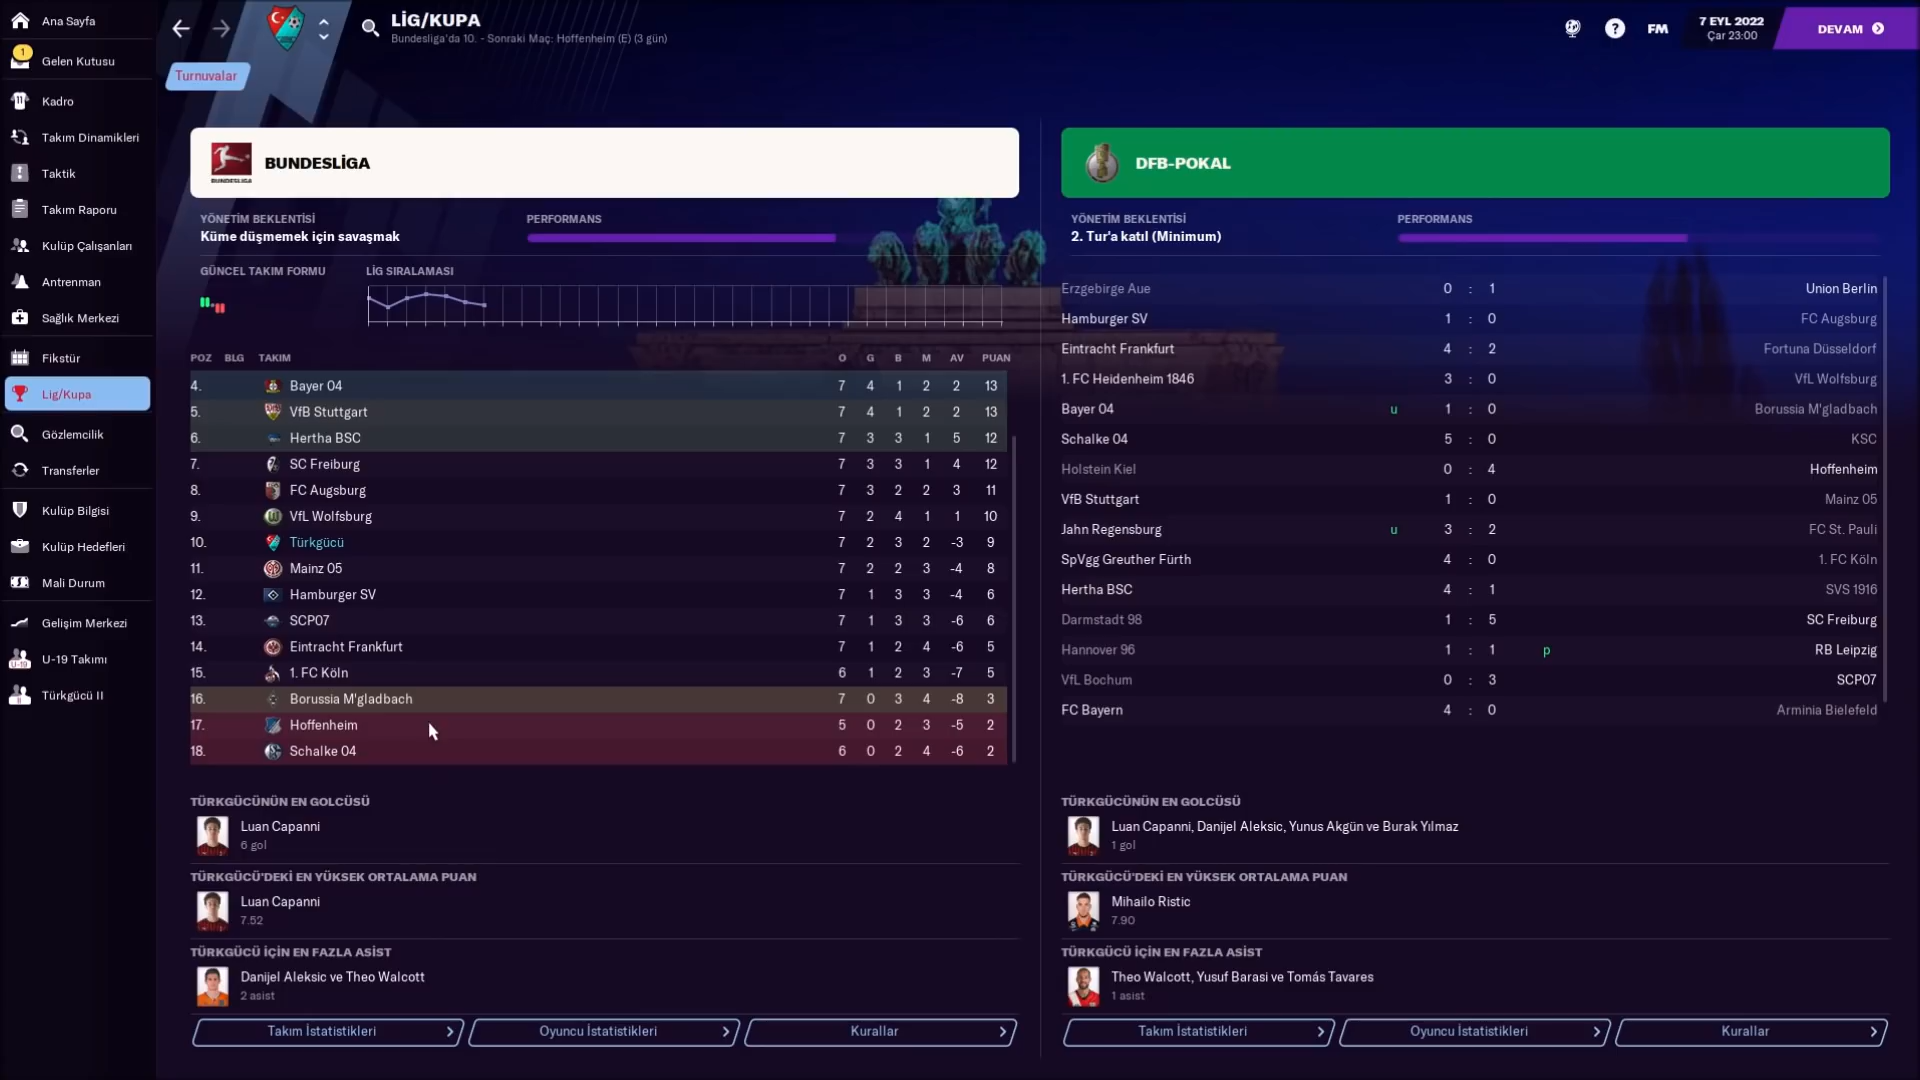 Ana Sayfa
1
Gelen Kutusu
Kadro
Takım Dinamikleri
Taktik
Takım Raporu
Kulüp Çalışanları
Antrenman
Sağlık Merkezi
Fikstür
Lig/Kupa
Gözlemcilik
Transferler
Kulüp Bilgisi
Kulüp Hedefleri
Mali Durum
Gelişim Merkezi
U-19 Takımı
Türkgücü II
LİG/KUPA
Bundesliga'da 10. - Sonraki Maç: Hoffenheim (E) (3 gün)
? FM
7 EYL 2022
Çar 23:00
DEVAM
Turnuvalar
BUNDESLIGA
BUNDESLİGA
YÖNETİM BEKLENTİSİ PERFORMANS
Küme düşmemek için savaşmak
GÜNCEL TAKIM FORMU LİG SIRALAMASI
POZ BLG TAKIM O G B M AV PUAN
4. Bayer 04 7 4 1 2 2 13
5. VfB Stuttgart 7 4 1 2 2 13
6. Hertha BSC 7 3 3 1 5 12
7. SC Freiburg 7 3 3 1 4 12
8. FC Augsburg 7 3 2 2 3 11
9. VfL Wolfsburg 7 2 4 1 1 10
10. Türkgücü 7 2 3 2 -3 9
11. Mainz 05 7 2 2 3 -4 8
12. Hamburger SV 7 1 3 3 -4 6
13. SCP07 7 1 3 3 -6 6
14. Eintracht Frankfurt 7 1 2 4 -6 5
15. 1. FC Köln 6 1 2 3 -7 5
16. Borussia M'gladbach 7 0 3 4 -8 3
17. Hoffenheim 5 0 2 3 -5 2
18. Schalke 04 6 0 2 4 -6 2
TÜRKGÜCÜNÜN EN GOLCÜSÜ
Luan Capanni
6 gol
TÜRKGÜCÜ'DEKİ EN YÜKSEK ORTALAMA PUAN
Luan Capanni
7.52
TÜRKGÜCÜ İÇİN EN FAZLA ASİST
Danijel Aleksic ve Theo Walcott
2 asist
Takım İstatistikleri
Oyuncu İstatistikleri
Kurallar
DFB-POKAL
YÖNETİM BEKLENTİSİ PERFORMANS
2. Tur'a katıl (Minimum)
Erzgebirge Aue 0 : 1 Union Berlin
Hamburger SV 1 : 0 FC Augsburg
Eintracht Frankfurt 4 : 2 Fortuna Düsseldorf
1. FC Heidenheim 1846 3 : 0 VfL Wolfsburg
Bayer 04 u 1 : 0 Borussia M'gladbach
Schalke 04 5 : 0 KSC
Holstein Kiel 0 : 4 Hoffenheim
VfB Stuttgart 1 : 0 Mainz 05
Jahn Regensburg u 3 : 2 FC St. Pauli
SpVgg Greuther Fürth 4 : 0 1. FC Köln
Hertha BSC 4 : 1 SVS 1916
Darmstadt 98 1 : 5 SC Freiburg
Hannover 96 1 : 1 p RB Leipzig
VfL Bochum 0 : 3 SCP07
FC Bayern 4 : 0 Arminia Bielefeld
TÜRKGÜCÜNÜN EN GOLCÜSÜ
Luan Capanni, Danijel Aleksic, Yunus Akgün ve Burak Yılmaz
1 gol
TÜRKGÜCÜ'DEKİ EN YÜKSEK ORTALAMA PUAN
Mihailo Ristic
7.90
TÜRKGÜCÜ İÇİN EN FAZLA ASİST
Theo Walcott, Yusuf Barasi ve Tomás Tavares
1 asist
Takım İstatistikleri
Oyuncu İstatistikleri
Kurallar